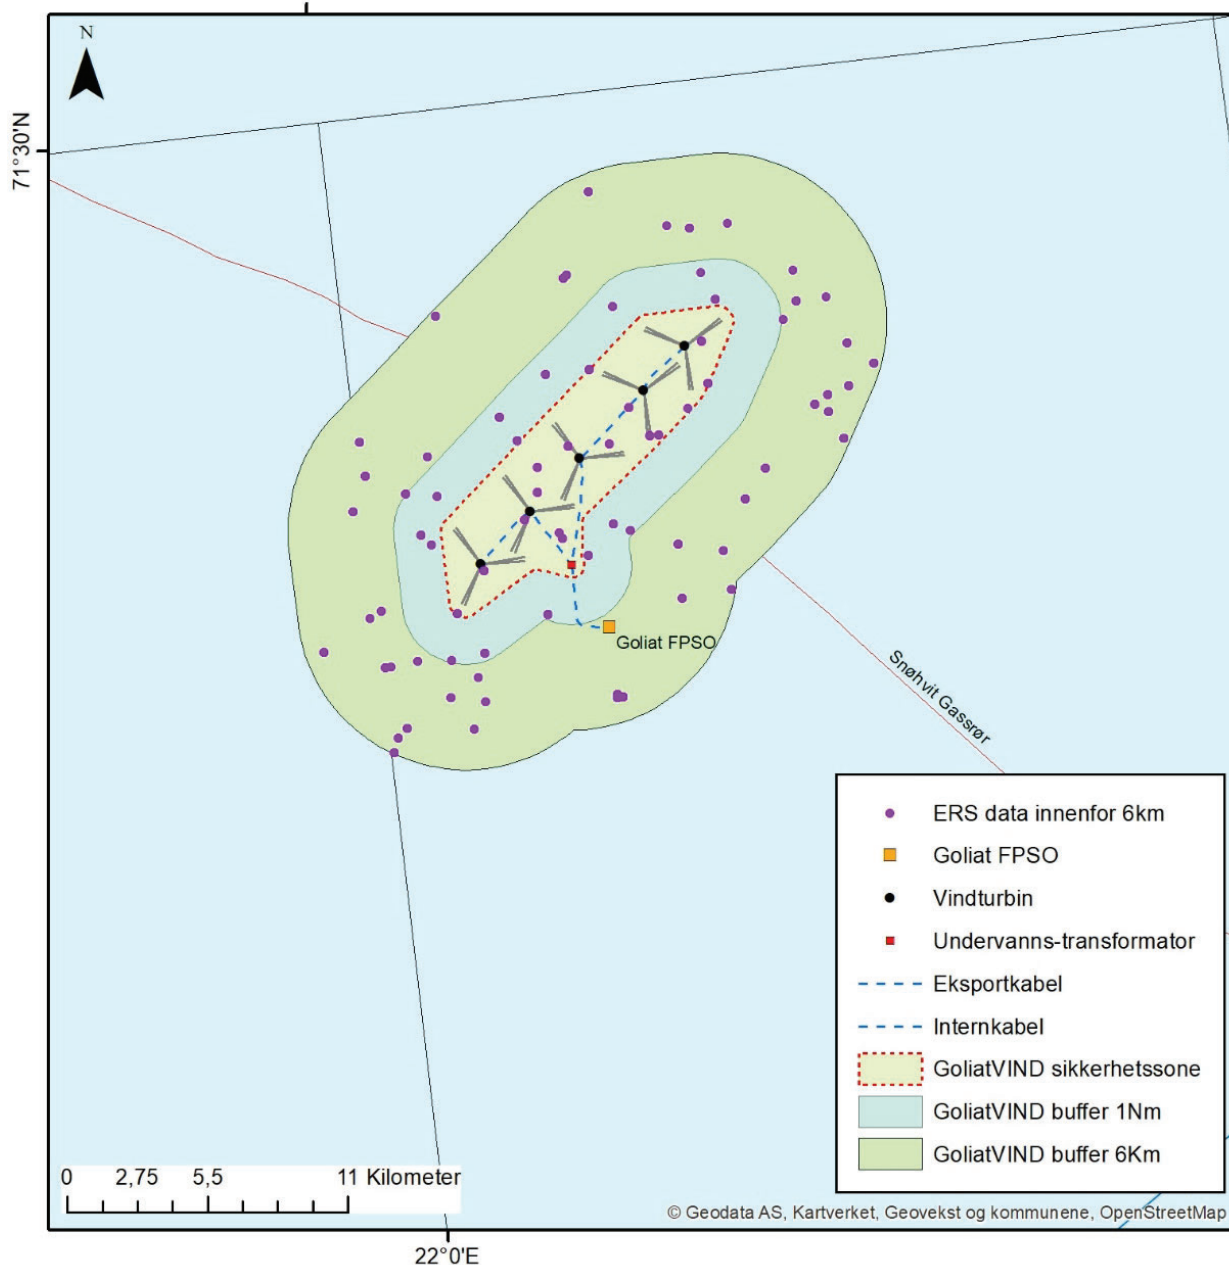 N
71°30'N
Goliat FPSO
Snøhvit Gassrør
ERS data innenfor 6km
Goliat FPSO
Vindturbin
Undervanns-transformator
Eksportkabel
Internkabel
GoliatVIND sikkerhetssone
GoliatVIND buffer 1Nm
GoliatVIND buffer 6Km
0 2,75 5,5 11 Kilometer
© Geodata AS, Kartverket, Geovekst og kommunene, OpenStreetMap
22°0'E